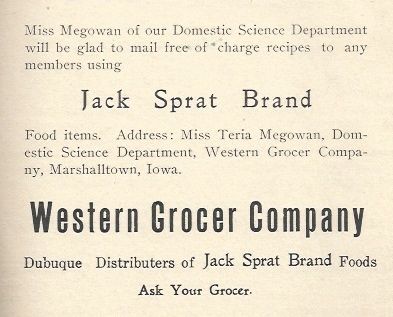 Miss Megowan of our Domestic Science Department
will be glad to mail free of charge recipes to any
members using
Jack Sprat Brand
Food items. Address: Miss Teria Megowan, Dom-
estic Science Department, Western Grocer Compa-
ny, Marshalltown, Iowa.
Western Grocer Company
Dubuque Distributers of Jack Sprat Brand Foods
Ask Your Grocer.